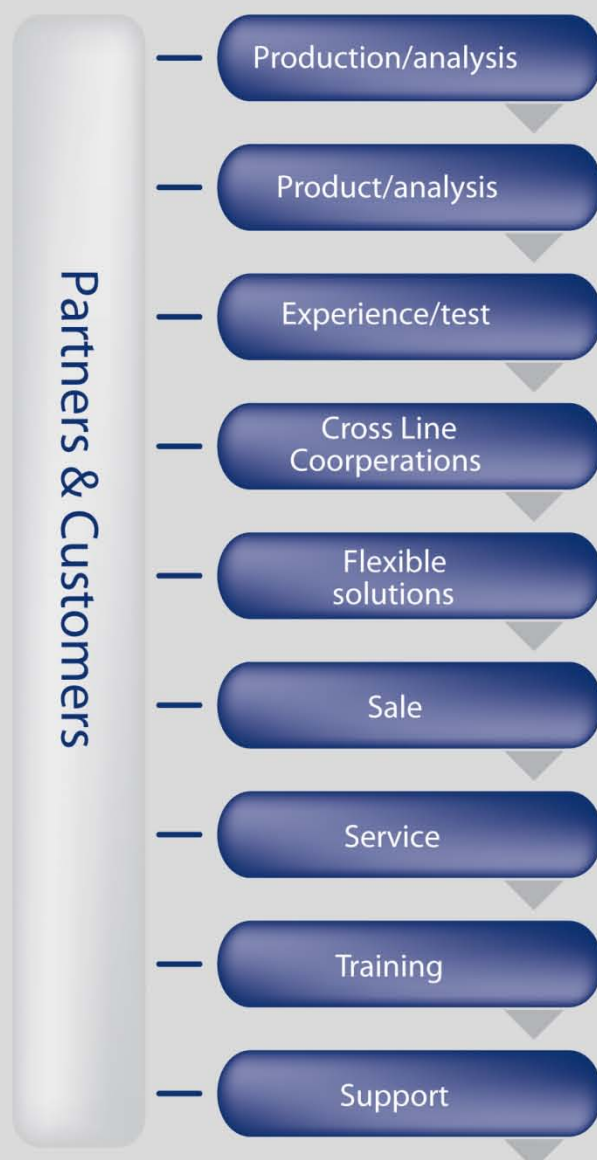 Partners & Customers
Production/analysis
Product/analysis
Experience/test
Cross Line
Coorperations
Flexible
solutions
Sale
Service
Training
Support